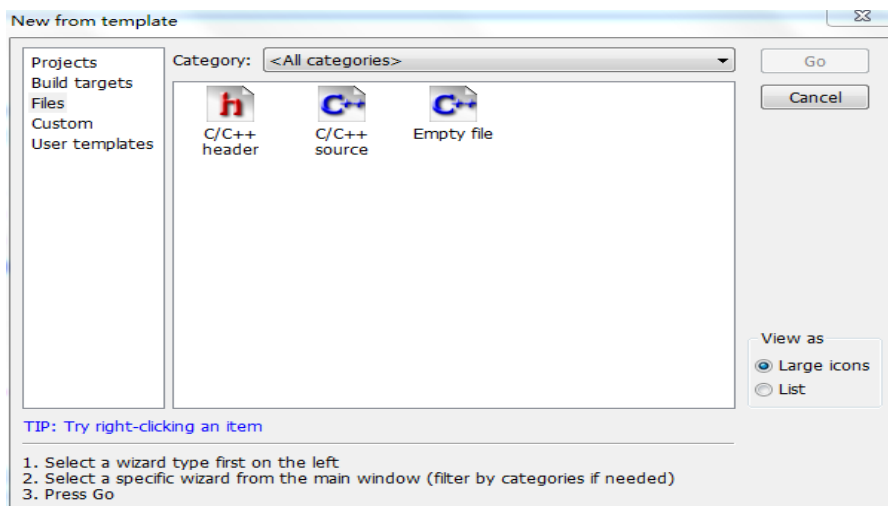 New from template
Projects
Build targets
Files
Custom
User templates
Category: <All categories>
h
C++
C++
C/C++
header
C/C++
source
Empty file
Go
Cancel
View as
Large icons
List
TIP: Try right-clicking an item
1. Select a wizard type first on the left
2. Select a specific wizard from the main window (filter by categories if needed)
3. Press Go